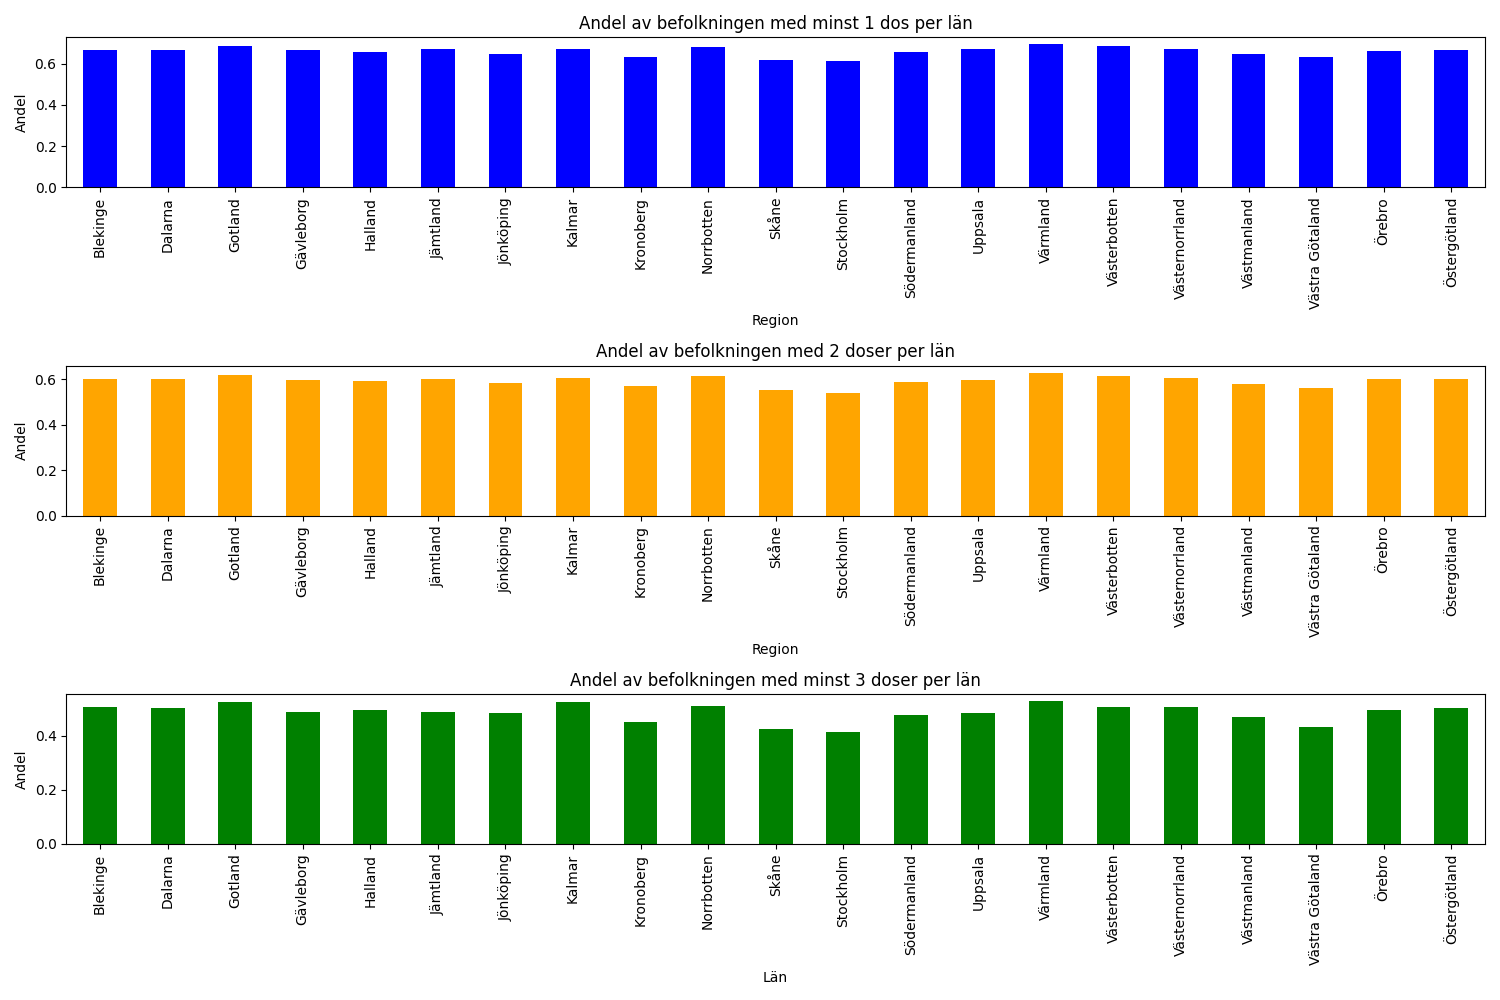 Andel av befolkningen med minst 1 dos per län
Andel
0.6
0.4
0.2
0.0
Blekinge
Dalarna
Gotland
Gävleborg
Halland
Jämtland
Jönköping
Kalmar
Kronoberg
Norrbotten
Skåne
Stockholm
Södermanland
Uppsala
Värmland
Västerbotten
Västernorrland
Västmanland
Västra Götaland
Örebro
Östergötland
Region
Andel av befolkningen med 2 doser per län
Andel
0.6
0.4
0.2
0.0
Blekinge
Dalarna
Gotland
Gävleborg
Halland
Jämtland
Jönköping
Kalmar
Kronoberg
Norrbotten
Skåne
Stockholm
Södermanland
Uppsala
Värmland
Västerbotten
Västernorrland
Västmanland
Västra Götaland
Örebro
Östergötland
Region
Andel av befolkningen med minst 3 doser per län
Andel
0.4
0.2
0.0
Blekinge
Dalarna
Gotland
Gävleborg
Halland
Jämtland
Jönköping
Kalmar
Kronoberg
Norrbotten
Skåne
Stockholm
Södermanland
Uppsala
Värmland
Västerbotten
Västernorrland
Västmanland
Västra Götaland
Örebro
Östergötland
Län